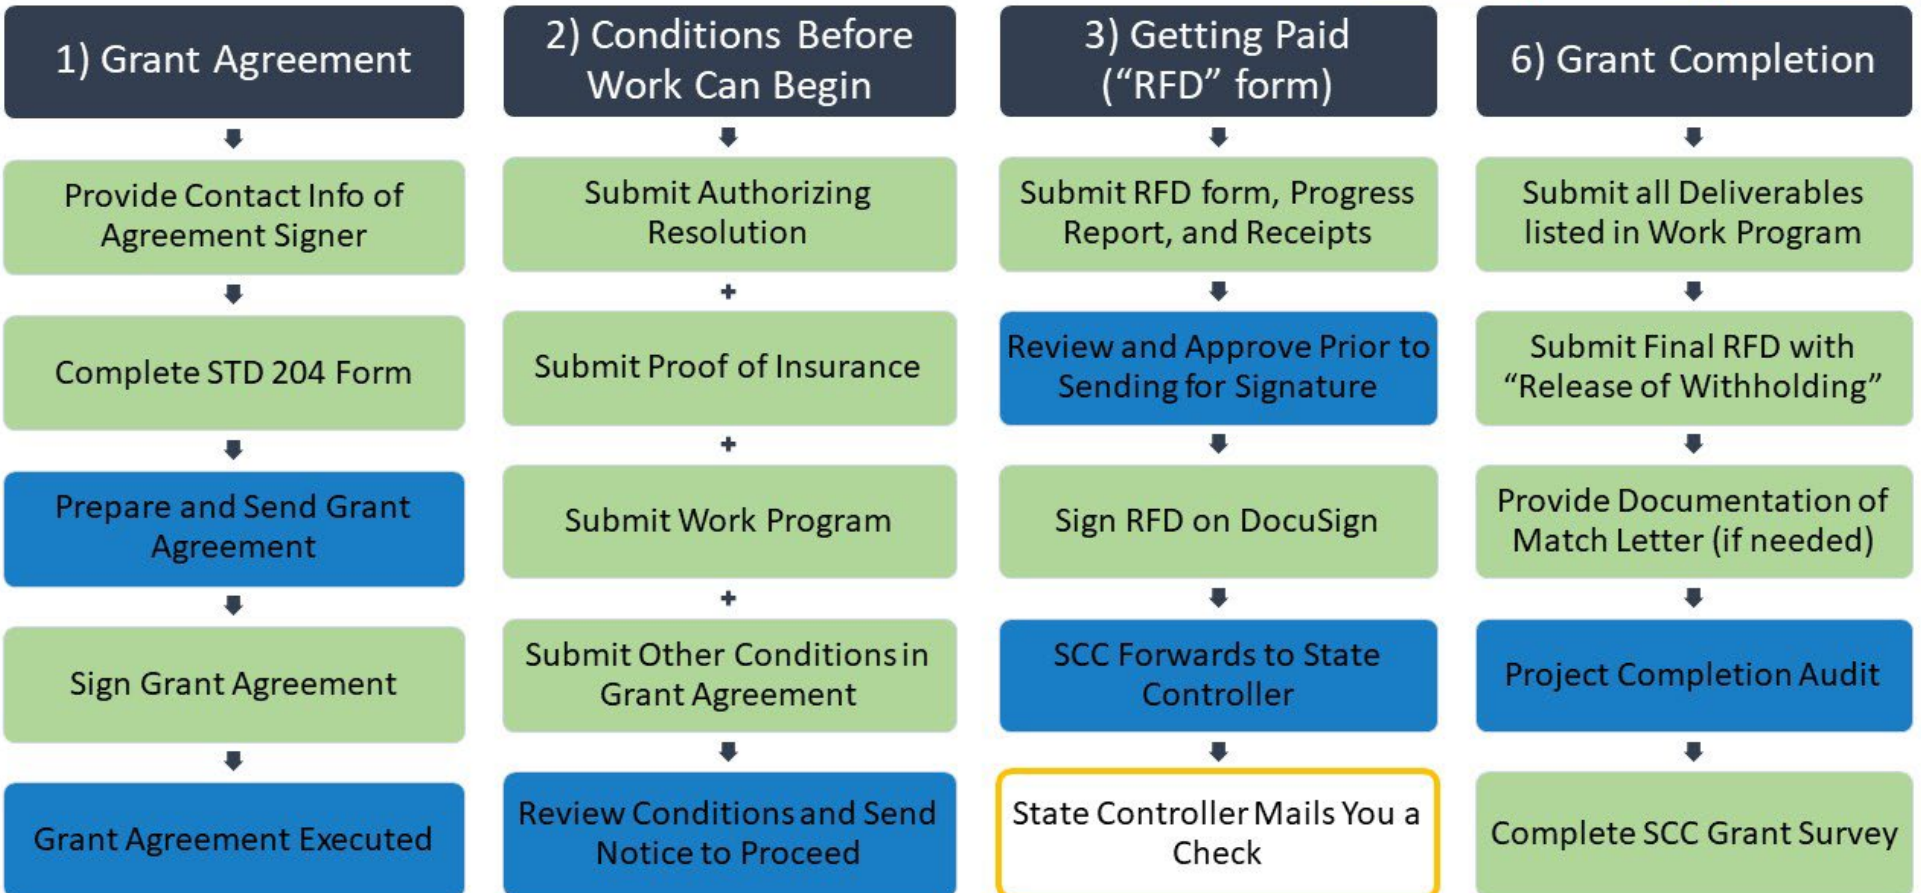 1) Grant Agreement
Provide Contact Info of
Agreement Signer
Complete STD 204 Form
Prepare and Send Grant
Agreement
Sign Grant Agreement
Grant Agreement Executed
2) Conditions Before
Work Can Begin
Submit Authorizing
Resolution
+
Submit Proof of Insurance
+
Submit Work Program
+
Submit Other Conditions in
Grant Agreement
Review Conditions and Send
Notice to Proceed
3) Getting Paid
(“RFD” form)
Submit RFD form, Progress
Report, and Receipts
Review and Approve Prior to
Sending for Signature
Sign RFD on DocuSign
SCC Forwards to State
Controller
State Controller Mails You a
Check
6) Grant Completion
Submit all Deliverables
listed in Work Program
Submit Final RFD with
“Release of Withholding”
Provide Documentation of
Match Letter (if needed)
Project Completion Audit
Complete SCC Grant Survey